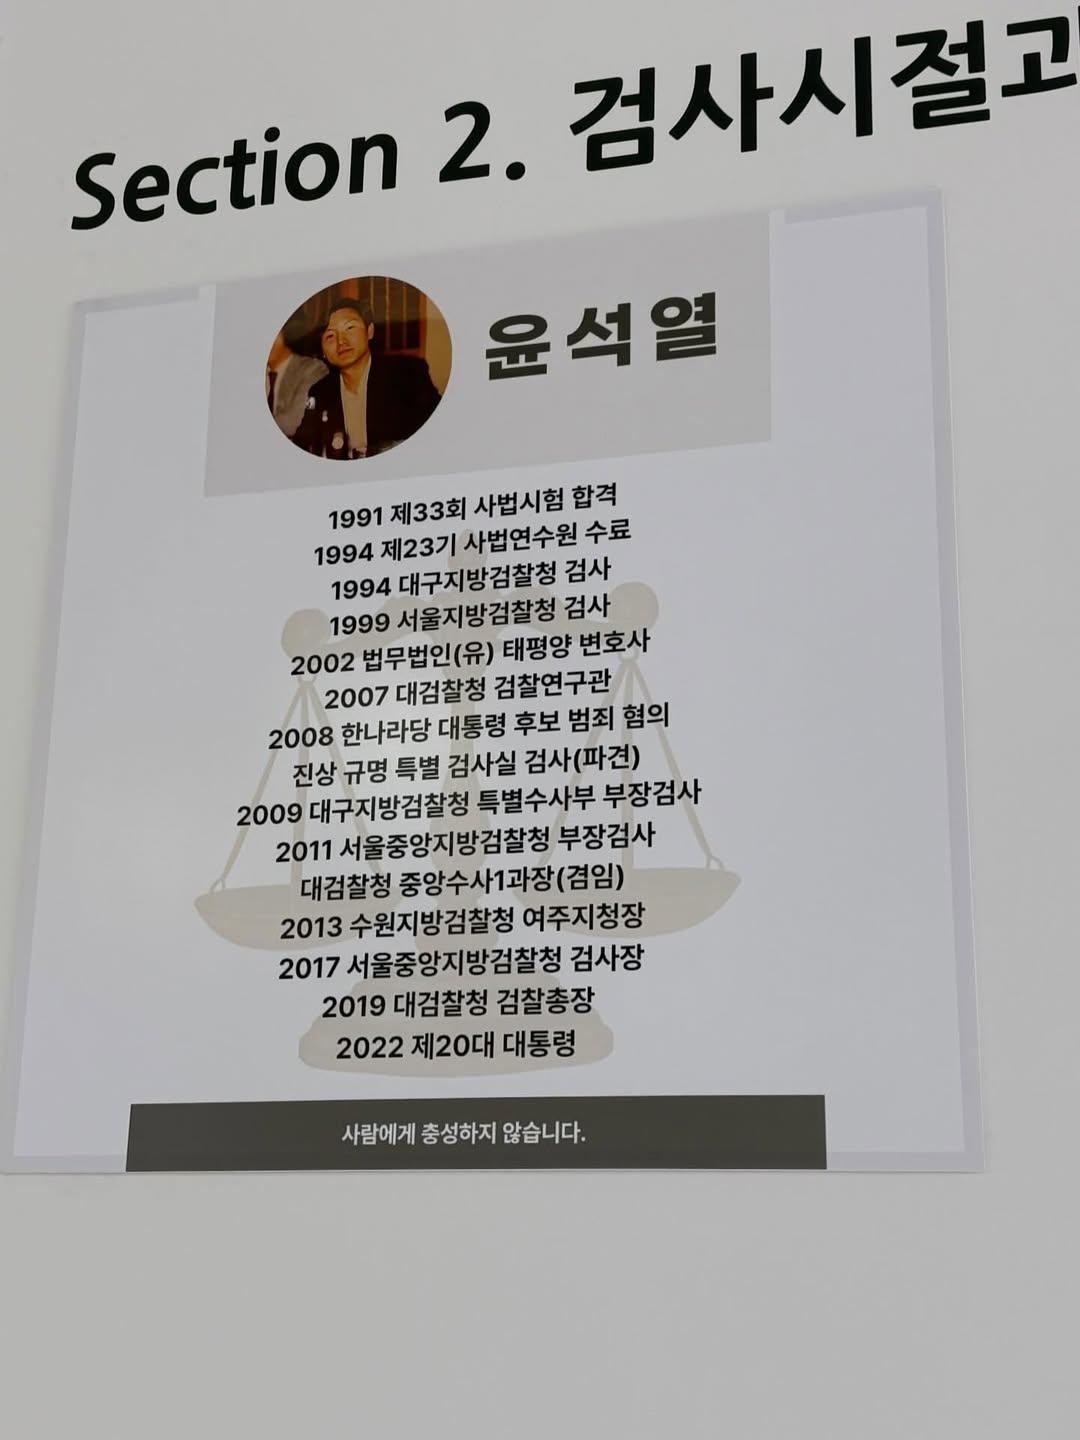 Section 2. 검사시절과
윤석열
1991 제33회 사법시험 합격
1994 제23기 사법연수원 수료
1994 대구지방검찰청 검사
1999 서울지방검찰청 검사
2002 법무법인(유) 태평양 변호사
2007 대검찰청 검찰연구관
2008 한나라당 대통령 후보 범죄 혐의
진상 규명 특별 검사실 검사(파견)
2009 대구지방검찰청 특별수사부 부장검사
2011 서울중앙지방검찰청 부장검사
대검찰청 중앙수사1과장(겸임)
2013 수원지방검찰청 여주지청장
2017 서울중앙지방검찰청 검사장
2019 대검찰청 검찰총장
2022 제20대 대통령
사람에게 충성하지 않습니다.